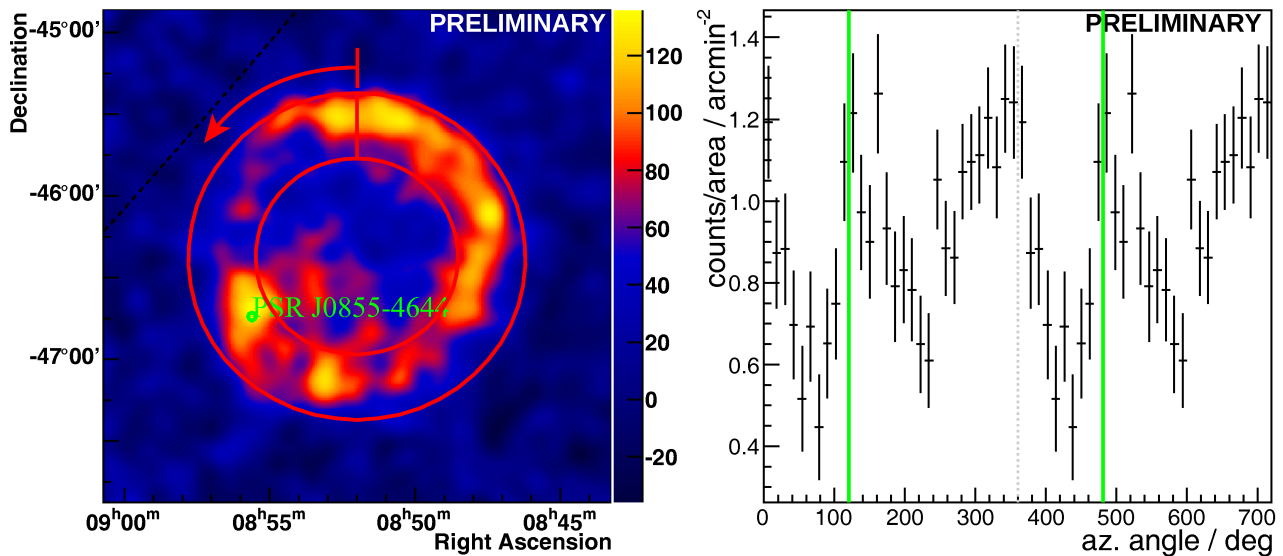 PRELIMINARY
Declination
-45°00'
-46°00'
-47°00'
PSR J0855-4644
09h00m
08h55m
08h50m
08h45m
Right Ascension
120
100
80
60
40
20
0
-20
PRELIMINARY
counts/area / arcmin-2
1.4
1.2
1.0
0.8
0.6
0.4
0
100
200
300
400
500
600
700
az. angle / deg